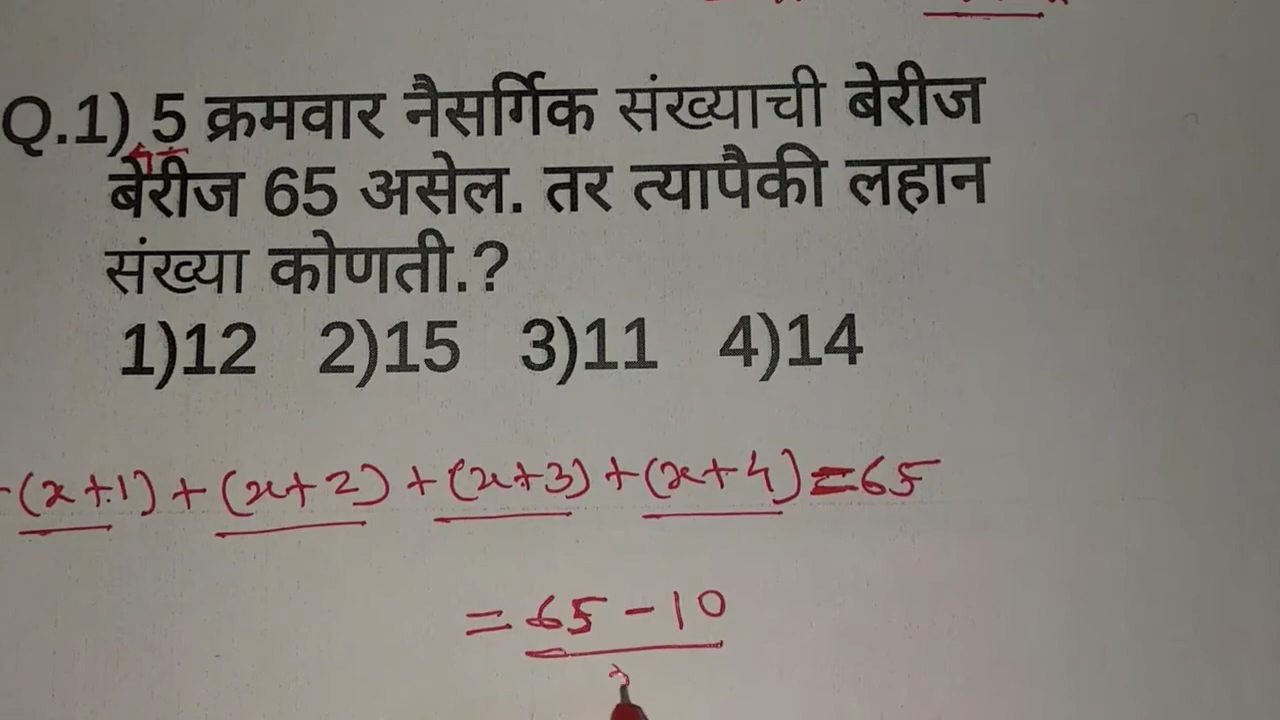 Q.1) 5 क्रमवार नैसर्गिक संख्याची बेरीज
बेरीज 65 असेल. तर त्यापैकी लहान
संख्या कोणती.?
1)12 2)15 3)11 4)14
(x+1) + (x+2) + (x+3) + (x+4) = 65
= 65 - 10